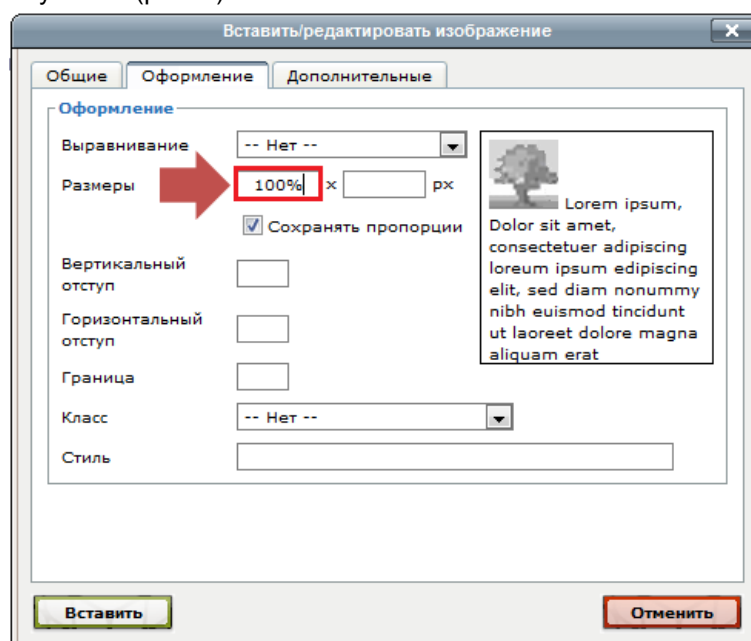 Вставить/редактировать изображение
Общие Оформление Дополнительные
Оформление
Выравнивание -- Нет --
Размеры 100% x px
Сохранять пропорции
Вертикальный
отступ
Горизонтальный
отступ
Граница
Класс -- Нет --
Стиль
Lorem ipsum,
Dolor sit amet,
consectetuer adipiscing
loreum ipsum edipiscing
elit, sed diam nonummy
nibh euismod tincidunt
ut laoreet dolore magna
aliquam erat
Вставить Отменить